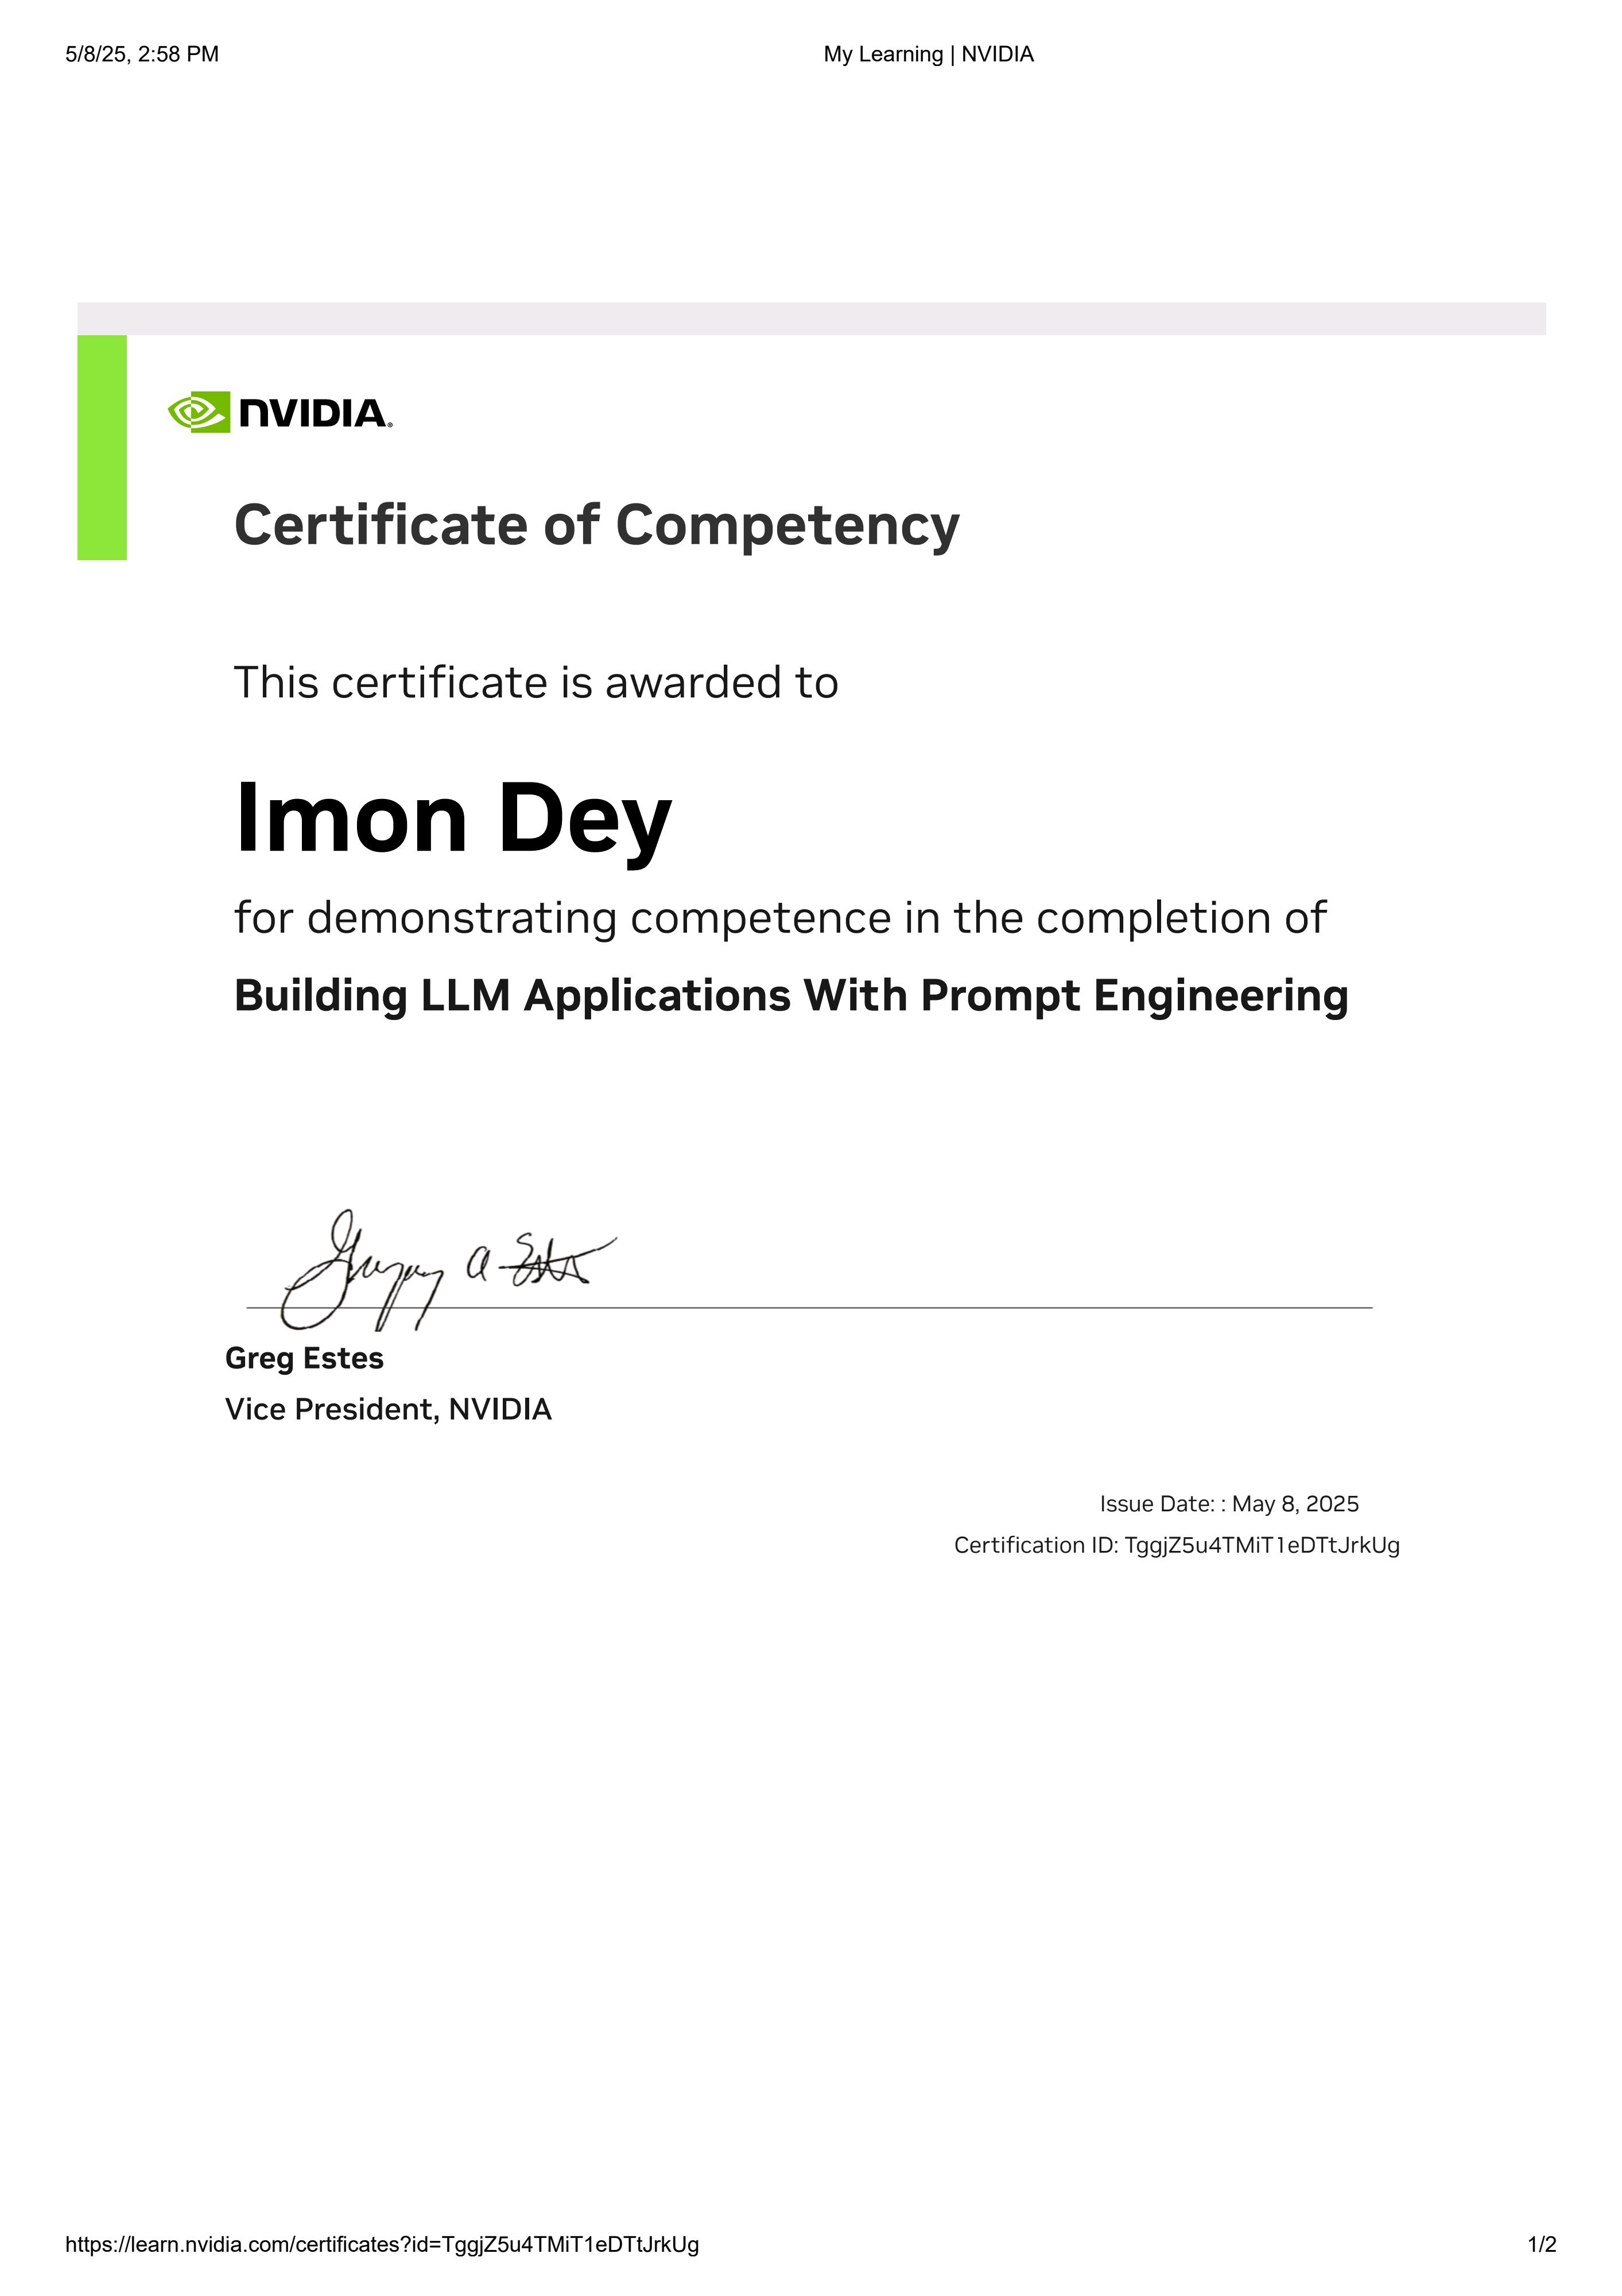 5/8/25, 2:58 PM
My Learning | NVIDIA
NVIDIA.
Certificate of Competency
This certificate is awarded to
Imon Dey
for demonstrating competence in the completion of
Building LLM Applications With Prompt Engineering
Gregory A Estes
Greg Estes
Vice President, NVIDIA
Issue Date: : May 8, 2025
Certification ID: TggjZ5u4TMiT1eDTtJrkUg
https://learn.nvidia.com/certificates?id=TggjZ5u4TMiT1eDTtJrkUg
1/2